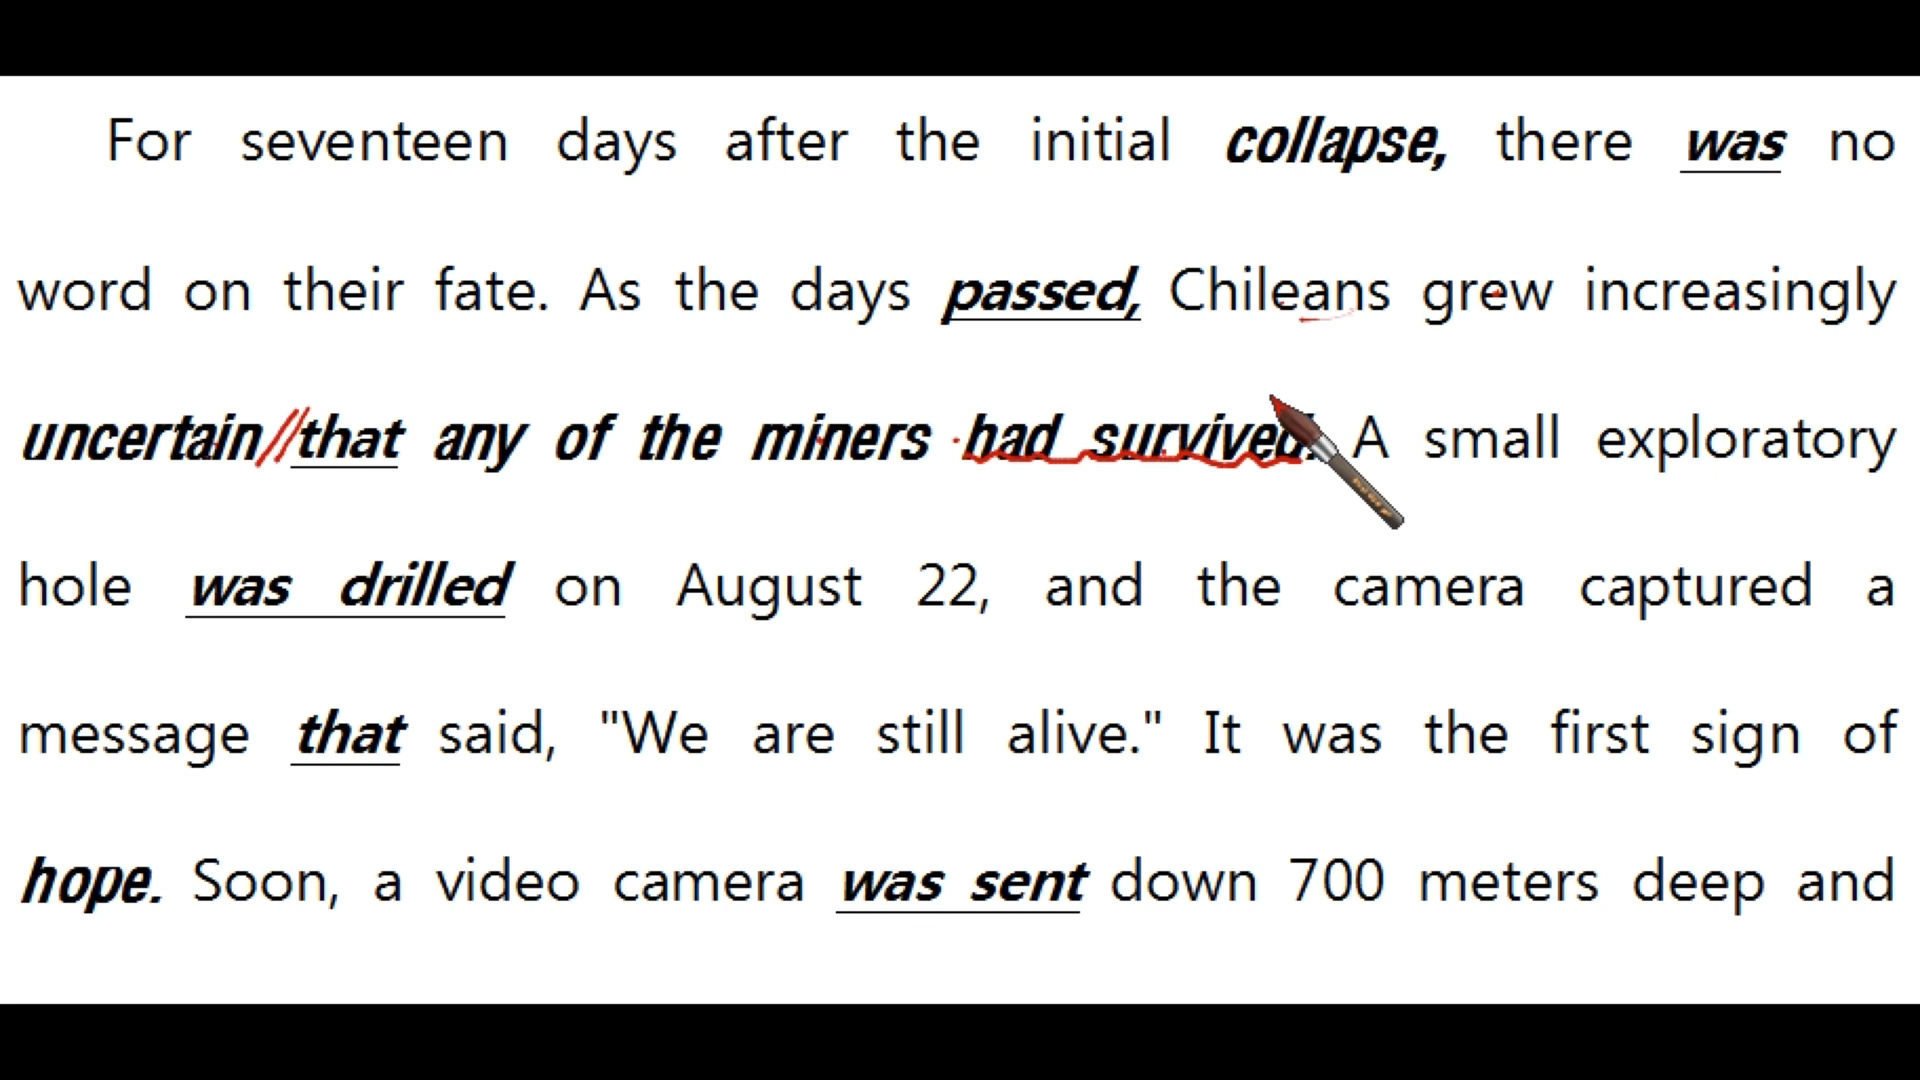 For seventeen days after the initial collapse, there was no
word on their fate. As the days passed, Chileans grew increasingly
uncertain that any of the miners had survived. A small exploratory
hole was drilled on August 22, and the camera captured a
message that said, "We are still alive." It was the first sign of
hope. Soon, a video camera was sent down 700 meters deep and